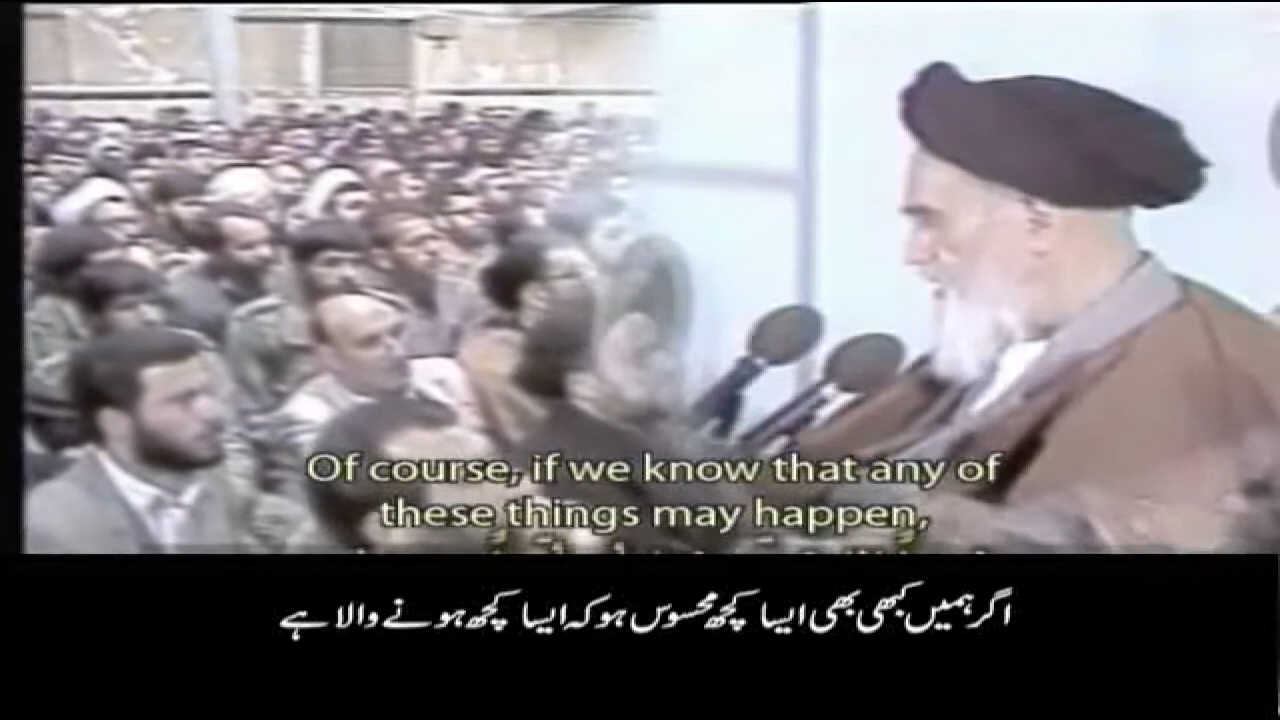 Of course, if we know that any of
these things may happen,
اگر ہمیں کبھی بھی ایسا کچھ محسوس ہو کہ ایسا کچھ ہونے والا ہے